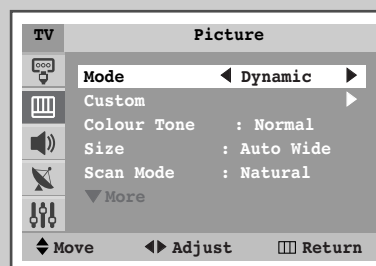 TV Picture
Mode Dynamic
Custom
Colour Tone : Normal
Size : Auto Wide
Scan Mode : Natural
More
Move Adjust Return